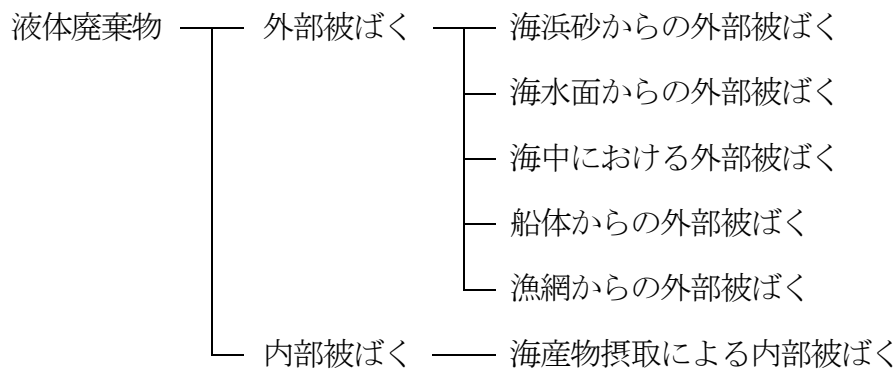 液体廃棄物 外部被ばく 海浜砂からの外部被ばく
海水面からの外部被ばく
海中における外部被ばく
船体からの外部被ばく
漁網からの外部被ばく
内部被ばく 海産物摂取による内部被ばく